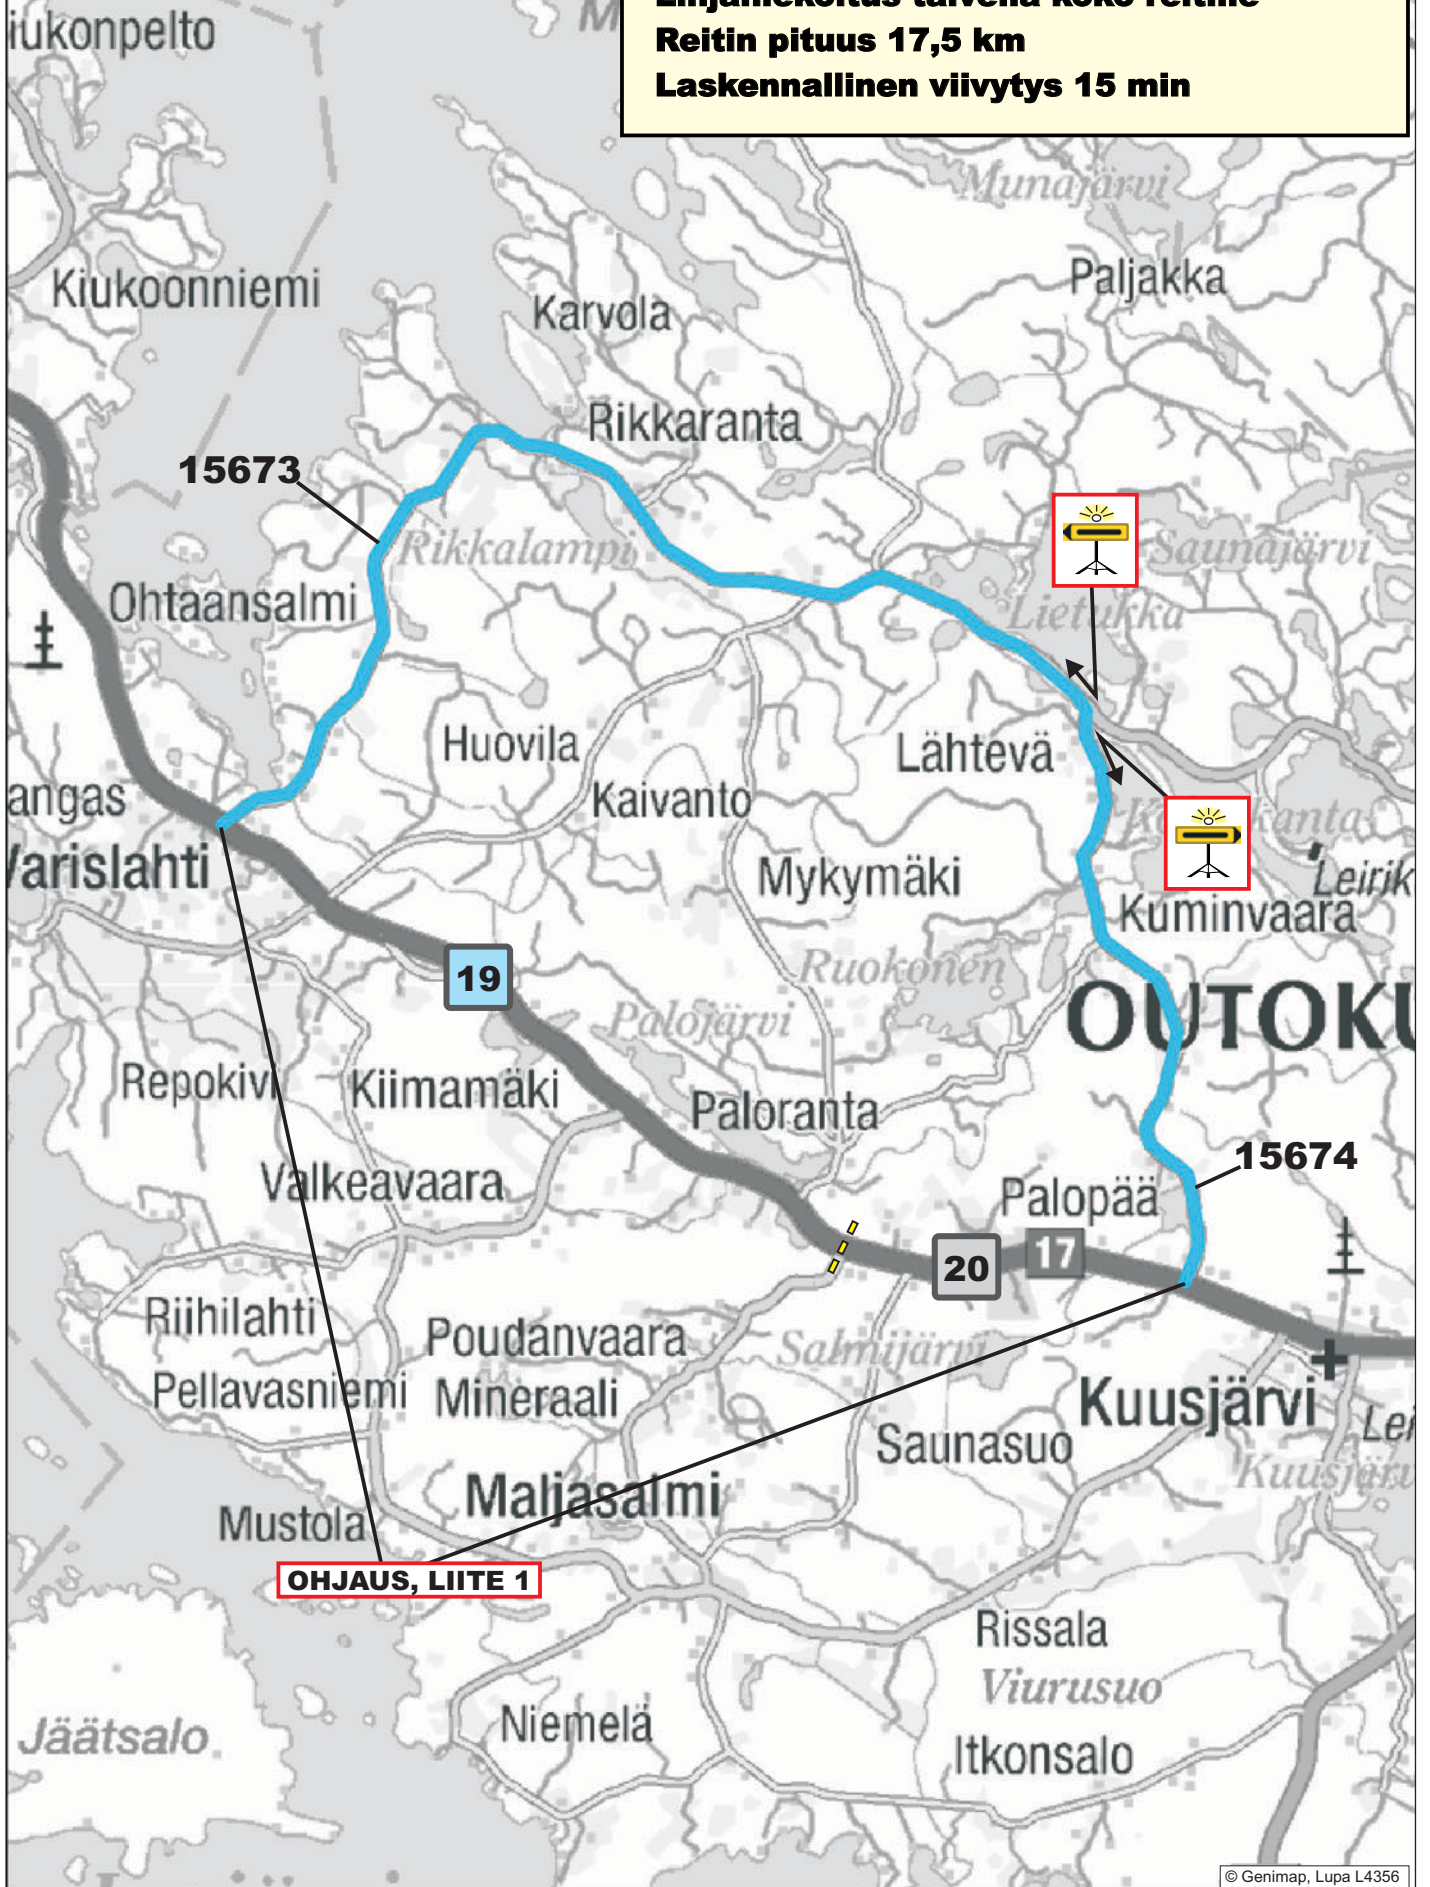 Reitin pituus 17,5 km
Laskennallinen viivytys 15 min
iukonpelto
Munajärvi
Paljakka
Kiukoonniemi
Karvola
Rikkaranta
15673
Rikkalampi
Saunajärvi
Ohtaansalmi
Lietukka
Huovila
Lähtevä
angas
Kaivanto
Varislahti
Mykymäki
Leirik
Kuminvaara
19
Ruokonen
OUTOKU
Palojärvi
Repokivi
Kiimamäki
Paloranta
15674
Valkeavaara
Palopää
17
20
Riihilahti
Poudanvaara
Salmijärvi
Pellavasniemi
Mineraali
Kuusjärvi
Lei
Saunasuo
Kuusjärv
Maljasalmi
Mustola
OHJAUS, LIITE 1
Rissala
Viurusuo
Niemelä
Jäätsalo
Itkonsalo
© Genimap, Lupa L4356